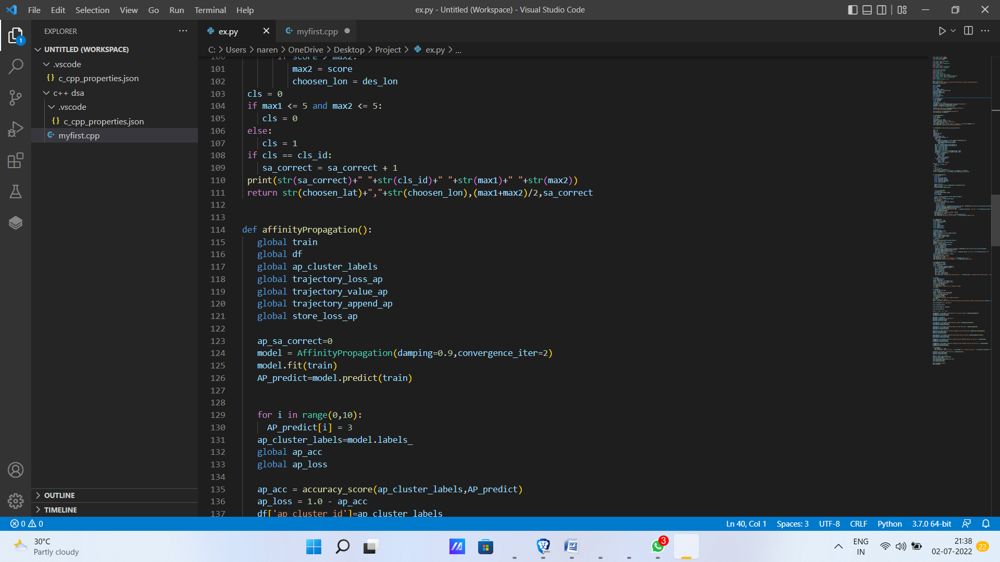 File Edit Selection View Go Run Terminal Help
ex.py - Untitled (Workspace) - Visual Studio Code
EXPLORER
UNTITLED (WORKSPACE)
.vscode
{} c_cpp_properties.json
c++ dsa
.vscode
{} c_cpp_properties.json
myfirst.cpp
OUTLINE
TIMELINE
1
ex.py
myfirst.cpp
C: > Users > naren > OneDrive > Desktop > Project > ex.py > ...
100 if score > max2:
101 max2 = score
102 choosen_lon = des_lon
103 cls = 0
104 if max1 <= 5 and max2 <= 5:
105 cls = 0
106 else:
107 cls = 1
108 if cls == cls_id:
109 sa_correct = sa_correct + 1
110 print(str(sa_correct)+" "+str(cls_id)+" "+str(max1)+" "+str(max2))
111 return str(choosen_lat)+","+str(choosen_lon),(max1+max2)/2,sa_correct
112
113
114 def affinityPropagation():
115 global train
116 global df
117 global ap_cluster_labels
118 global trajectory_loss_ap
119 global trajectory_value_ap
120 global trajectory_append_ap
121 global store_loss_ap
122
123 ap_sa_correct=0
124 model = AffinityPropagation(damping=0.9,convergence_iter=2)
125 model.fit(train)
126 AP_predict=model.predict(train)
127
128
129 for i in range(0,10):
130 AP_predict[i] = 3
131 ap_cluster_labels=model.labels_
132 global ap_acc
133 global ap_loss
134
135 ap_acc = accuracy_score(ap_cluster_labels,AP_predict)
136 ap_loss = 1.0 - ap_acc
137 df['ap_cluster_id']=ap_cluster_labels
0 0
Ln 40, Col 1 Spaces: 3 UTF-8 CRLF Python 3.7.0 64-bit
30°C
Partly cloudy
3
ENG
IN
21:38
02-07-2022
22